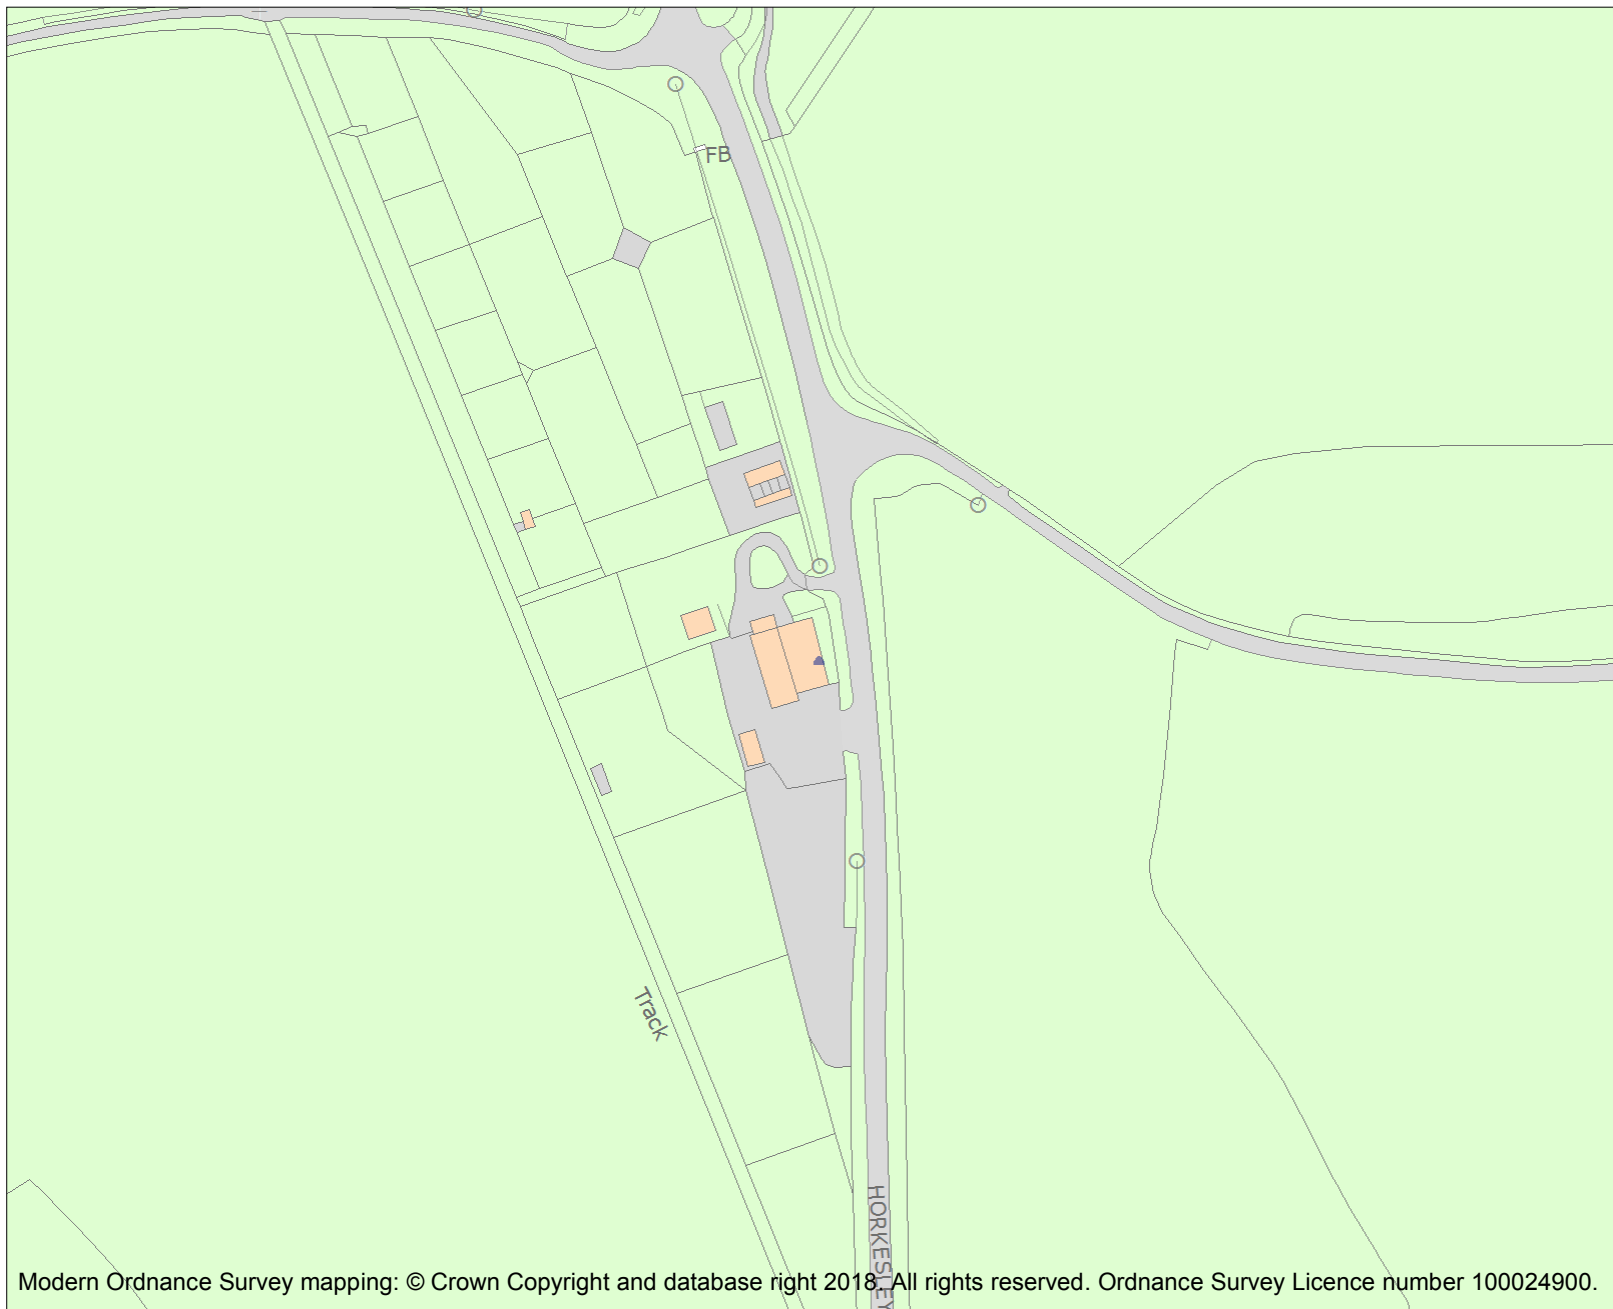 FB
Track
HORKESLEY
Modern Ordnance Survey mapping: © Crown Copyright and database right 2018. All rights reserved. Ordnance Survey Licence number 100024900.